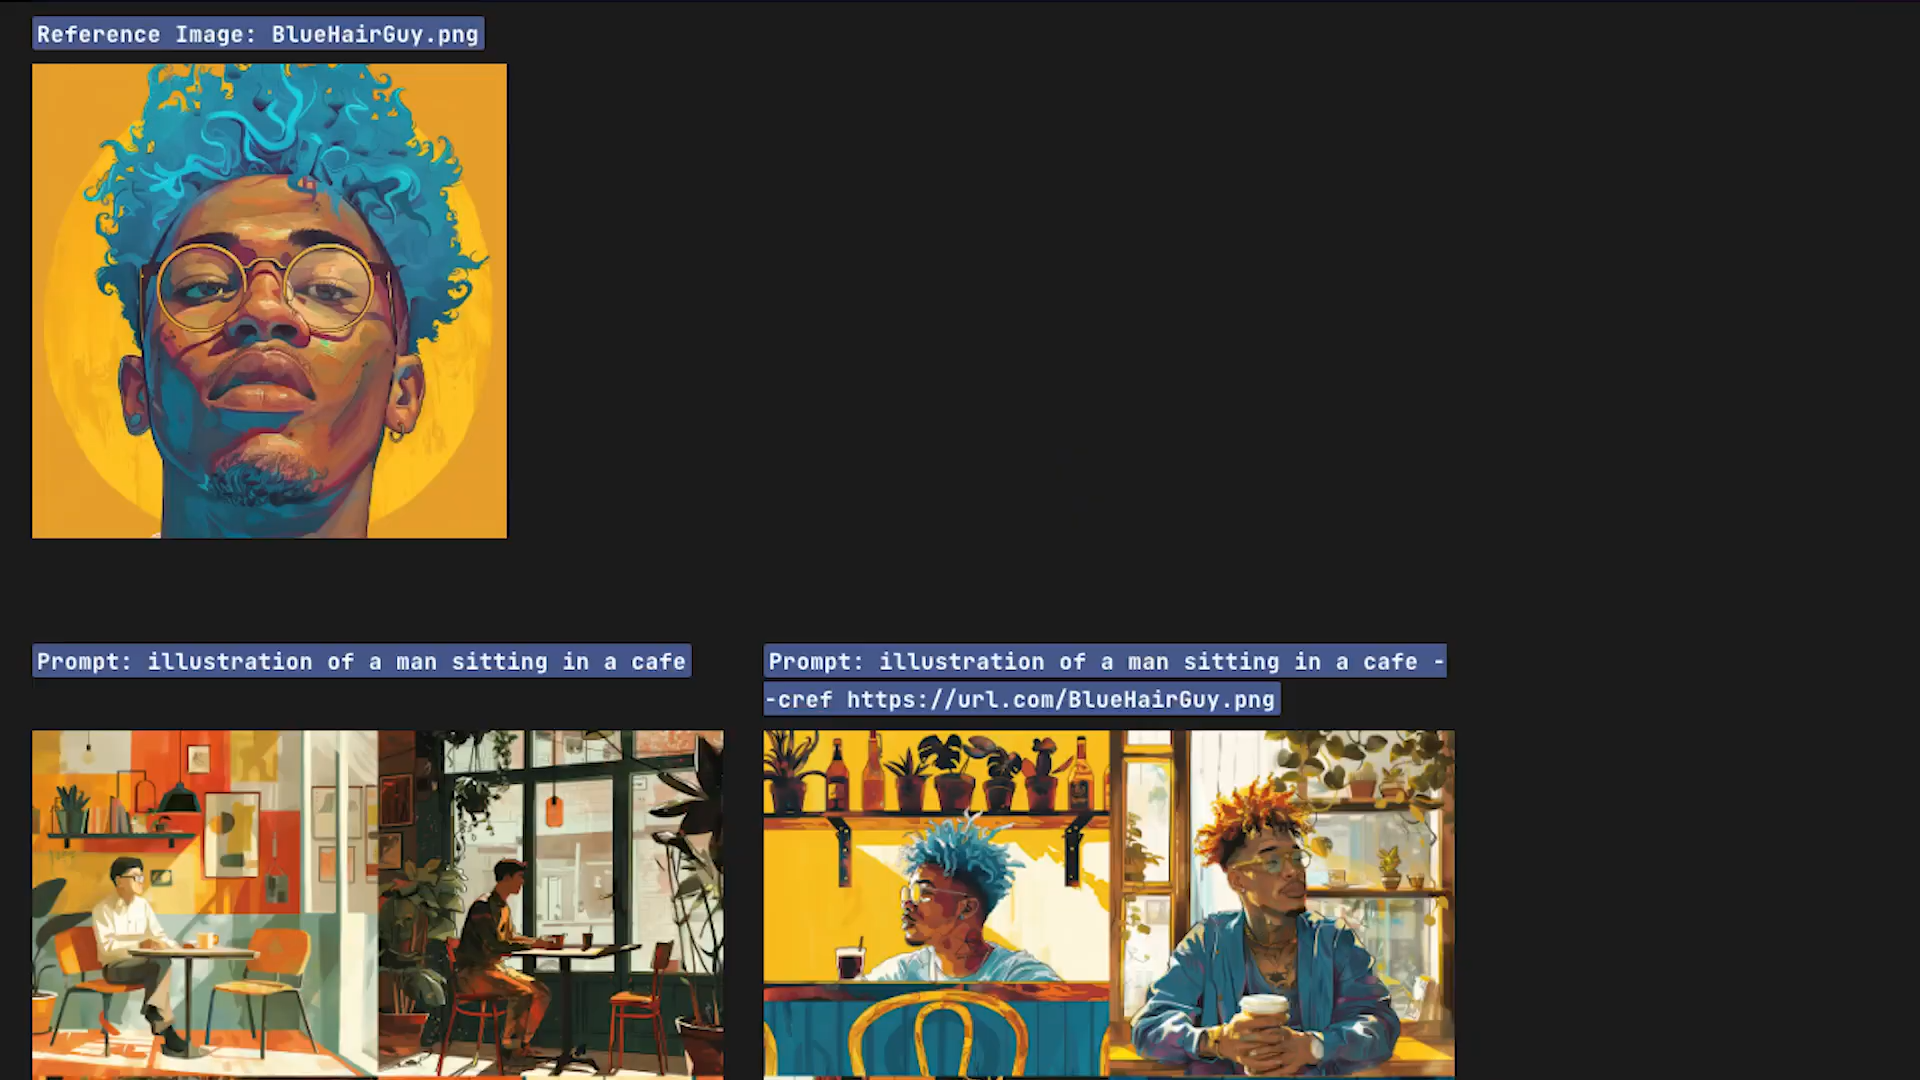 Reference Image: BlueHairGuy.png
Prompt: illustration of a man sitting in a cafe
Prompt: illustration of a man sitting in a cafe -
-cref https://url.com/BlueHairGuy.png